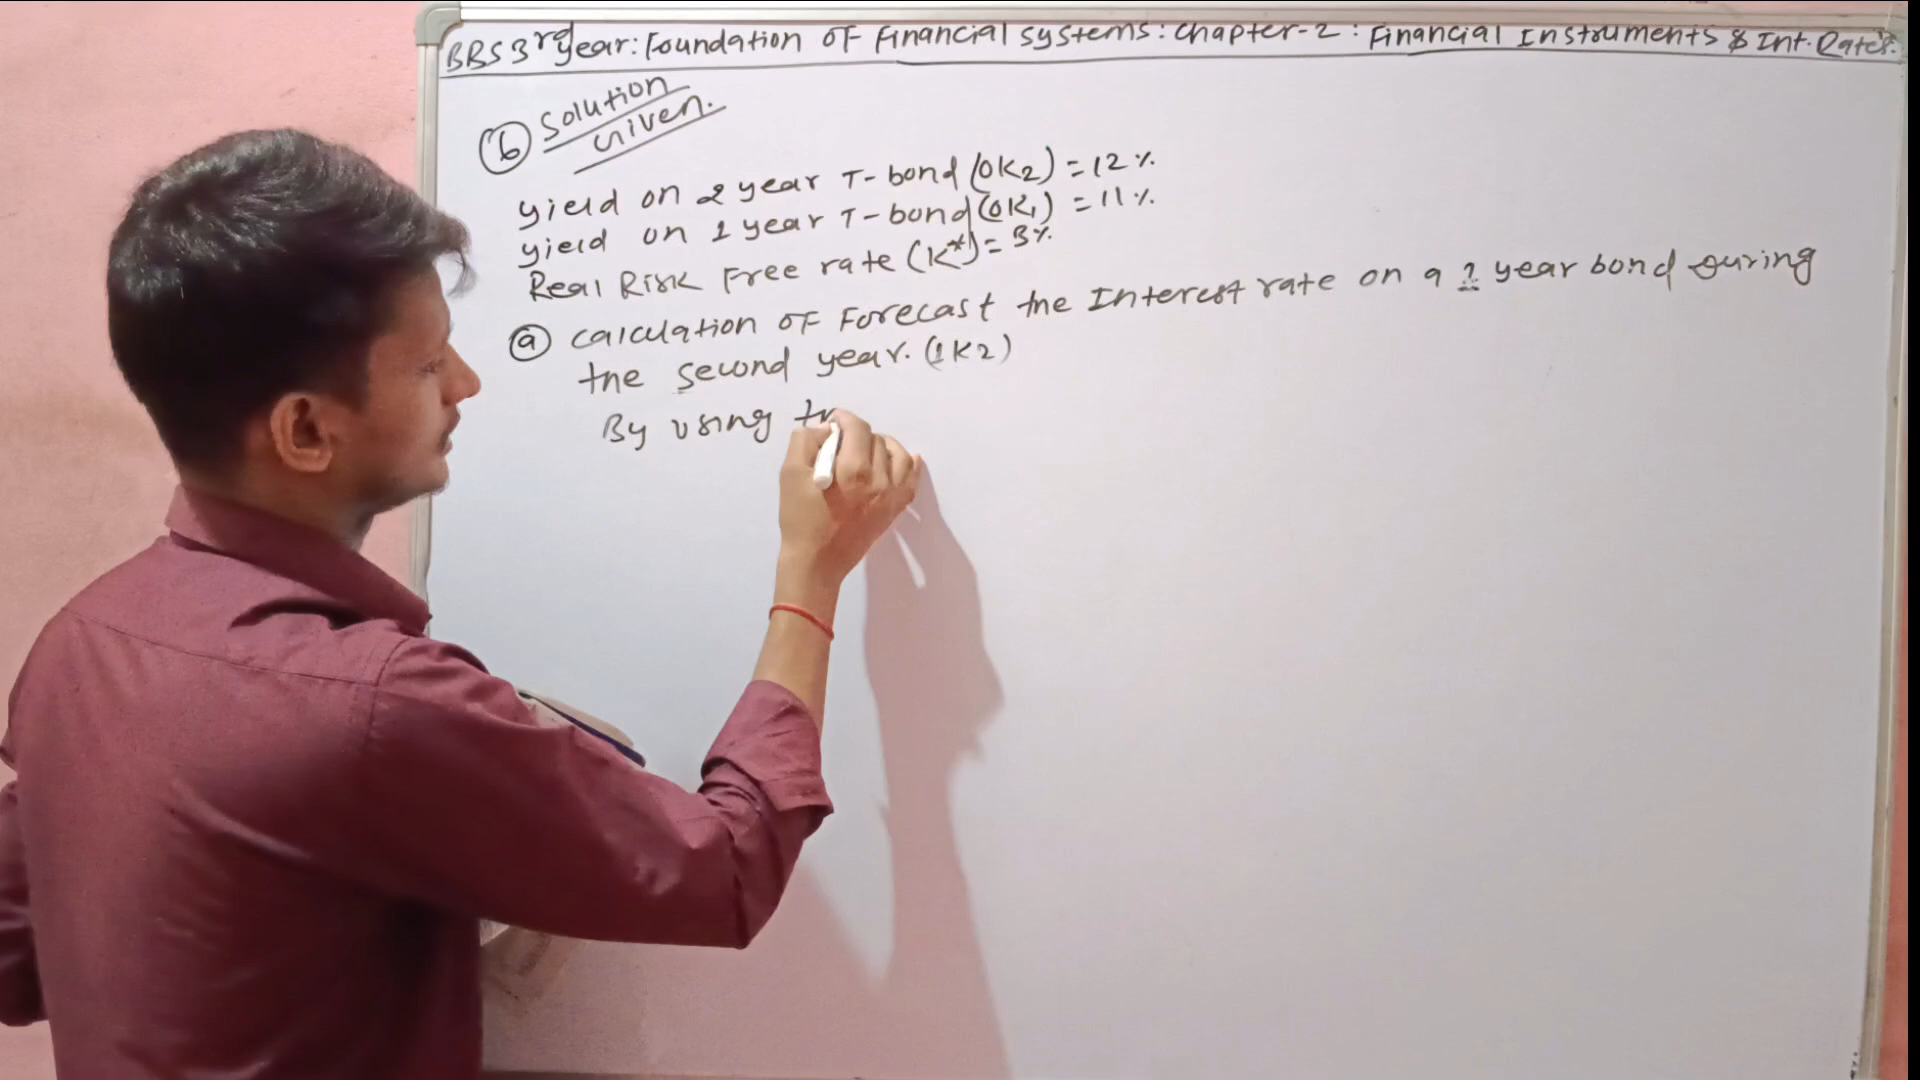 BBS 3rd year: Foundation of Financial systems: Chapter-2: Financial Instruments & Int. Rates.
6 Solution
Given.
Yield on 2 year T-bond (0K2) = 12%
Yield on 1 year T-bond (0K1) = 11%
Real Risk Free rate (K*) = 3%
a Calculation of Forecast the Interest rate on a 1 year bond during
the second year. (1K2)
By using